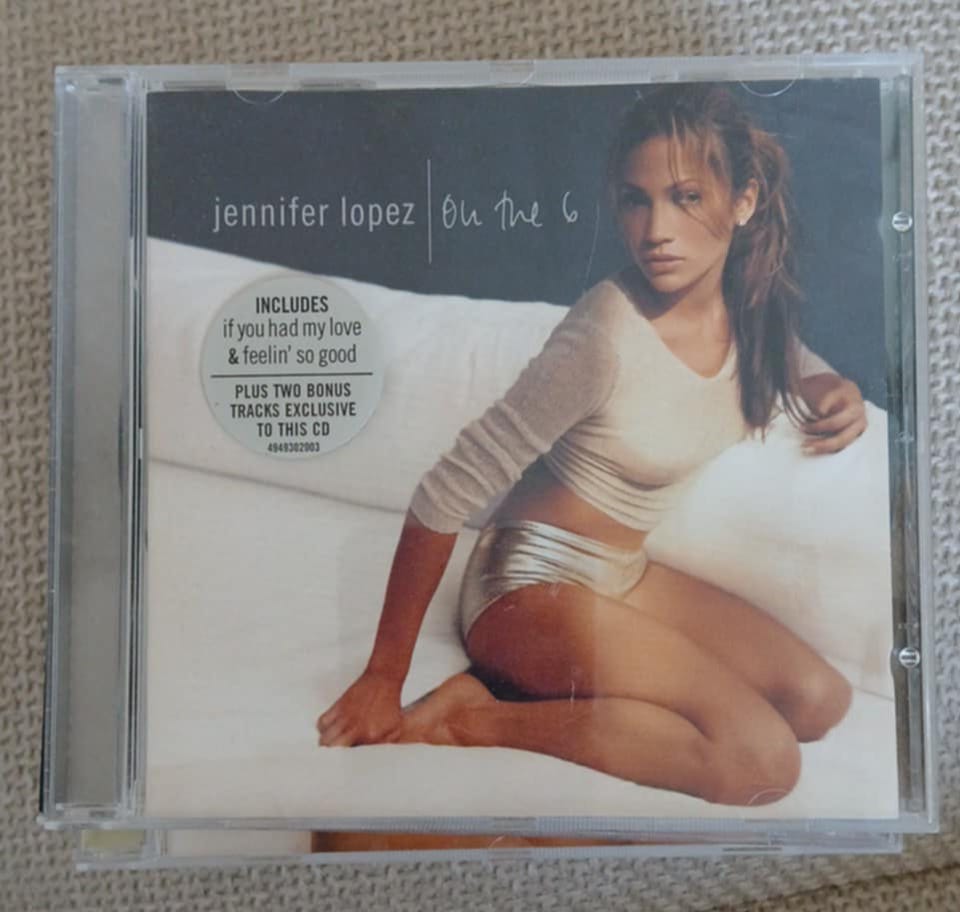 jennifer lopez | on the 6
INCLUDES
if you had my love
& feelin' so good
PLUS TWO BONUS
TRACKS EXCLUSIVE
TO THIS CD
4949302003